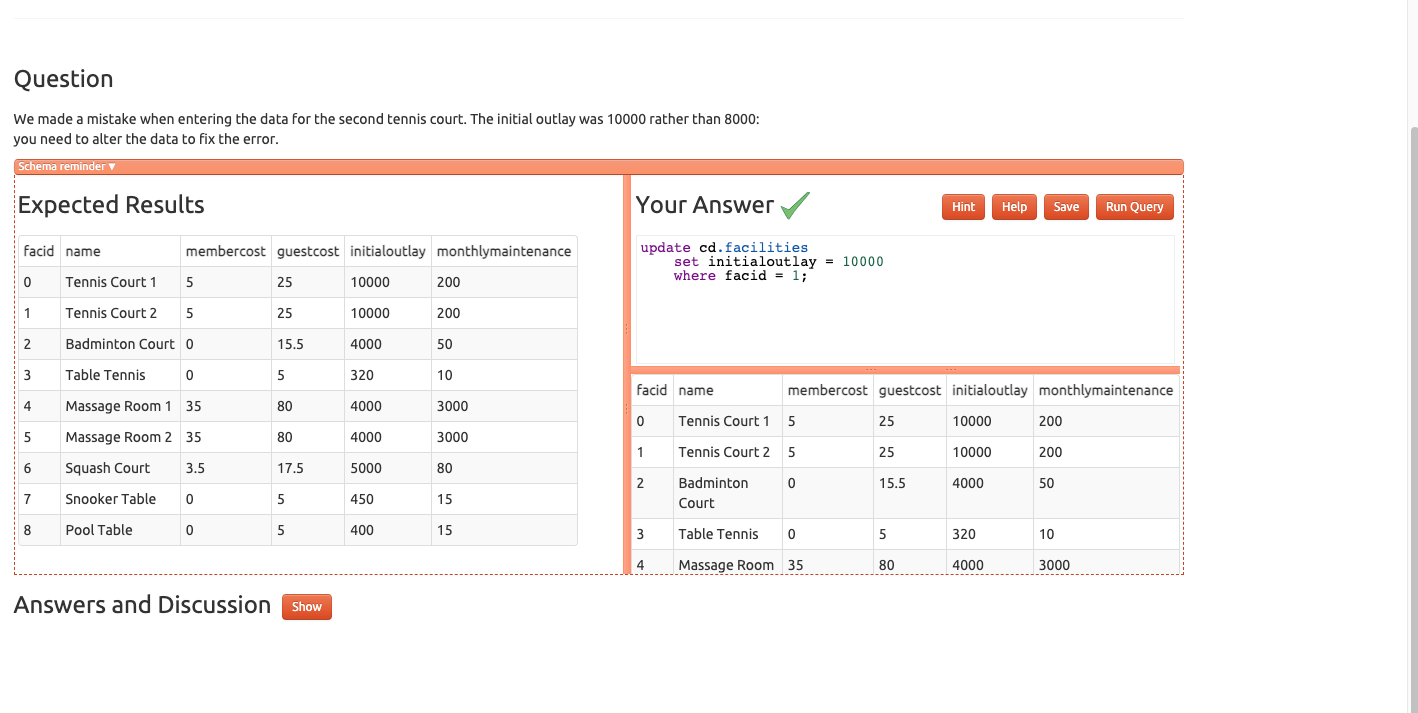 Question
We made a mistake when entering the data for the second tennis court. The initial outlay was 10000 rather than 8000:
you need to alter the data to fix the error.
Schema reminder ▼
Expected Results
facid name membercost guestcost initialoutlay monthlymaintenance
0 Tennis Court 1 5 25 10000 200
1 Tennis Court 2 5 25 10000 200
2 Badminton Court 0 15.5 4000 50
3 Table Tennis 0 5 320 10
4 Massage Room 1 35 80 4000 3000
5 Massage Room 2 35 80 4000 3000
6 Squash Court 3.5 17.5 5000 80
7 Snooker Table 0 5 450 15
8 Pool Table 0 5 400 15
Your Answer
Hint Help Save Run Query
update cd.facilities
set initialoutlay = 10000
where facid = 1;
facid name membercost guestcost initialoutlay monthlymaintenance
0 Tennis Court 1 5 25 10000 200
1 Tennis Court 2 5 25 10000 200
2 Badminton 0 15.5 4000 50
Court
3 Table Tennis 0 5 320 10
4 Massage Room 35 80 4000 3000
Answers and Discussion Show